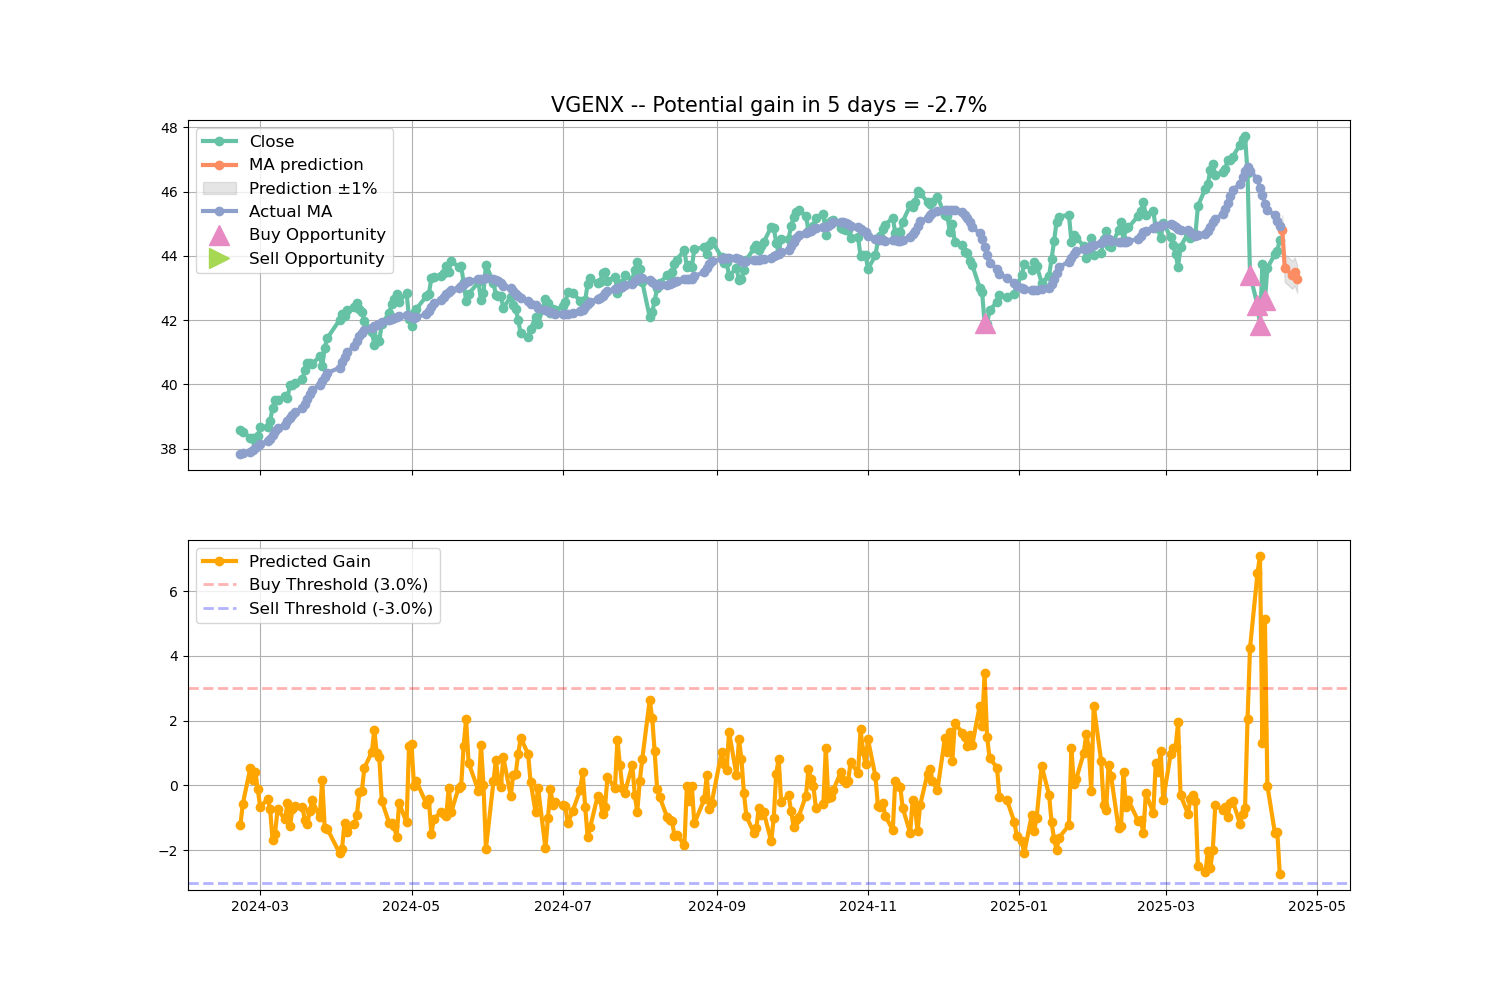 VGENX -- Potential gain in 5 days = -2.7%
48
46
44
42
40
38
Close
MA prediction
Prediction ±1%
Actual MA
Buy Opportunity
Sell Opportunity
6
4
2
0
−2
Predicted Gain
Buy Threshold (3.0%)
Sell Threshold (-3.0%)
2024-03 2024-05 2024-07 2024-09 2024-11 2025-01 2025-03 2025-05